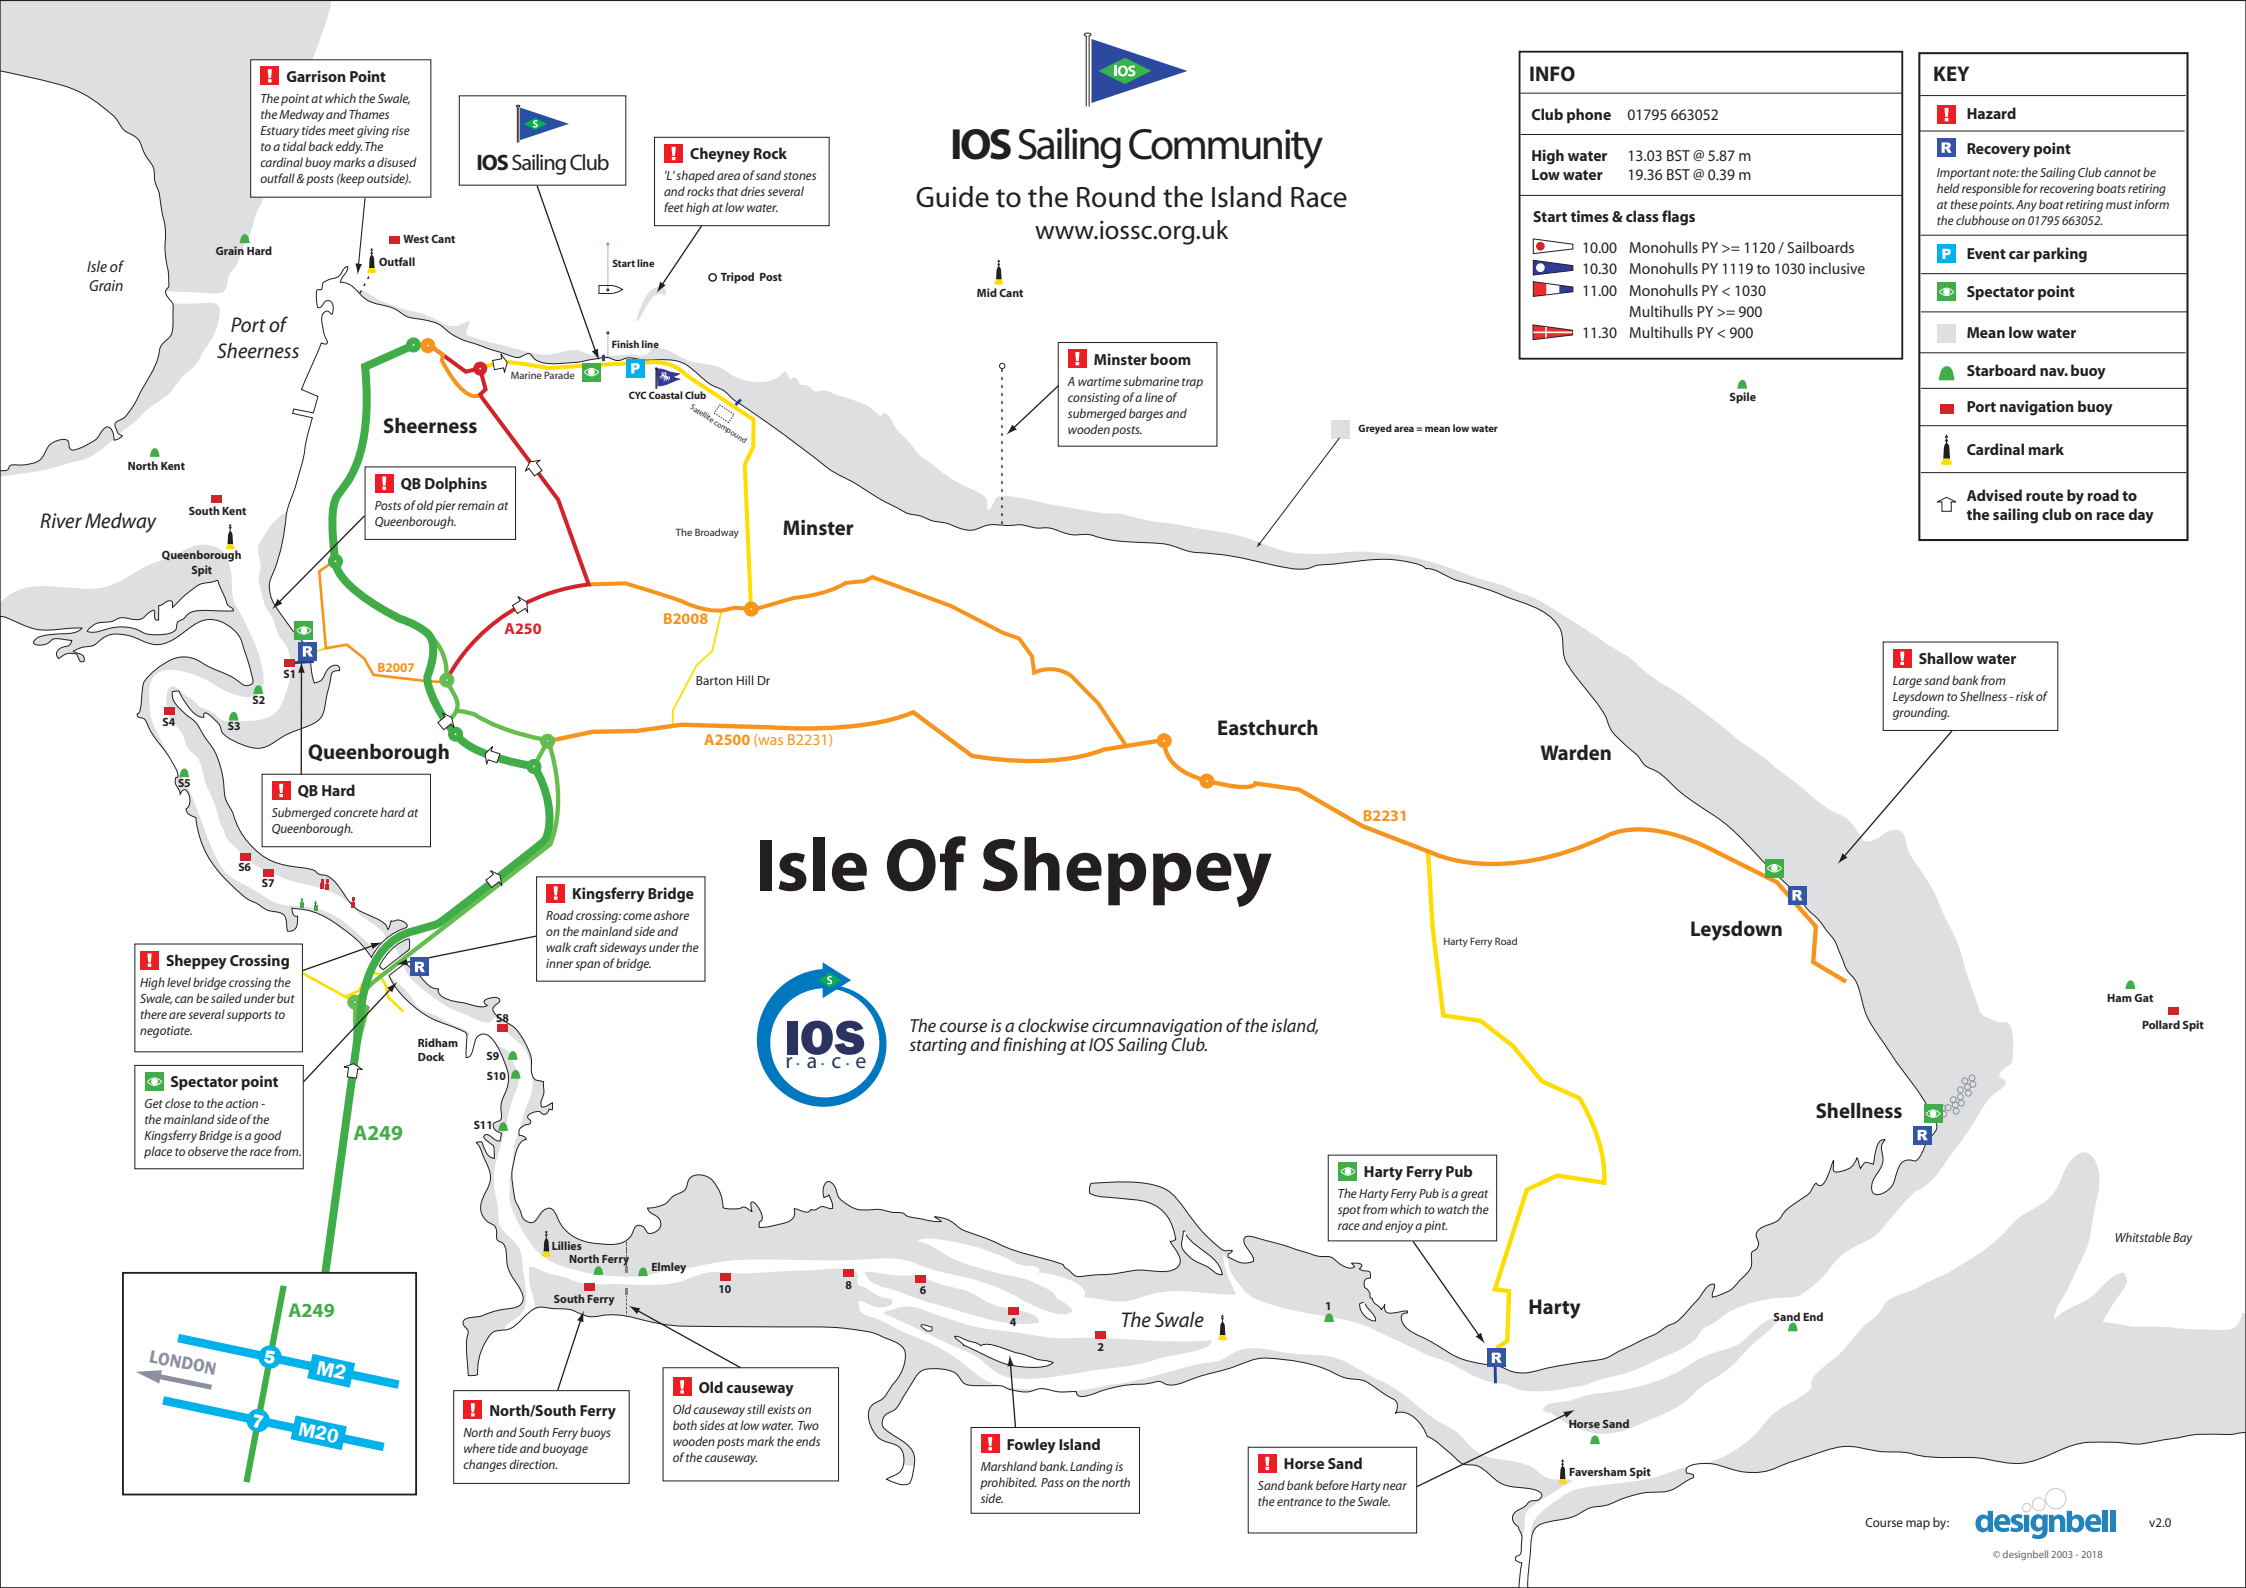 IOS
IOS Sailing Community
Guide to the Round the Island Race
www.iossc.org.uk
INFO
Club phone 01795 663052
High water 13.03 BST @ 5.87 m
Low water 19.36 BST @ 0.39 m
Start times & class flags
10.00 Monohulls PY >= 1120 / Sailboards
10.30 Monohulls PY 1119 to 1030 inclusive
11.00 Monohulls PY < 1030
Multihulls PY >= 900
11.30 Multihulls PY < 900
KEY
! Hazard
R Recovery point
Important note: the Sailing Club cannot be
held responsible for recovering boats retiring
at these points. Any boat retiring must inform
the clubhouse on 01795 663052.
P Event car parking
Spectator point
Mean low water
Starboard nav. buoy
Port navigation buoy
Cardinal mark
Advised route by road to
the sailing club on race day
! Garrison Point
The point at which the Swale,
the Medway and Thames
Estuary tides meet giving rise
to a tidal back eddy. The
cardinal buoy marks a disused
outfall & posts (keep outside).
S
IOS Sailing Club
! Cheyney Rock
'L' shaped area of sand stones
and rocks that dries several
feet high at low water.
West Cant
Outfall
Grain Hard
Isle of
Grain
Port of
Sheerness
Start line
Tripod Post
Mid Cant
Finish line
Marine Parade
P
CYC Coastal Club
Satellite compound
! Minster boom
A wartime submarine trap
consisting of a line of
submerged barges and
wooden posts.
Greyed area = mean low water
Spile
Sheerness
North Kent
South Kent
River Medway
Queenborough
Spit
! QB Dolphins
Posts of old pier remain at
Queenborough.
The Broadway
Minster
B2008
A250
B2007
Barton Hill Dr
A2500 (was B2231)
R
S1
S2
S3
S4
S5
S6
S7
Queenborough
! QB Hard
Submerged concrete hard at
Queenborough.
Eastchurch
Warden
B2231
! Shallow water
Large sand bank from
Leysdown to Shellness - risk of
grounding.
Isle Of Sheppey
! Kingsferry Bridge
Road crossing: come ashore
on the mainland side and
walk craft sideways under the
inner span of bridge.
! Sheppey Crossing
High level bridge crossing the
Swale, can be sailed under but
there are several supports to
negotiate.
R
R
Leysdown
Harty Ferry Road
Ham Gat
Pollard Spit
S
IOS
r·a·c·e
The course is a clockwise circumnavigation of the island,
starting and finishing at IOS Sailing Club.
Ridham
Dock
S8
S9
S10
S11
Spectator point
Get close to the action -
the mainland side of the
Kingsferry Bridge is a good
place to observe the race from.
A249
Shellness
R
Harty Ferry Pub
The Harty Ferry Pub is a great
spot from which to watch the
race and enjoy a pint.
Whitstable Bay
Lillies
North Ferry
Elmley
South Ferry
10
8
6
4
2
The Swale
1
Harty
R
Sand End
A249
5
M2
LONDON
7
M20
! North/South Ferry
North and South Ferry buoys
where tide and buoyage
changes direction.
! Old causeway
Old causeway still exists on
both sides at low water. Two
wooden posts mark the ends
of the causeway.
! Fowley Island
Marshland bank. Landing is
prohibited. Pass on the north
side.
! Horse Sand
Sand bank before Harty near
the entrance to the Swale.
Horse Sand
Faversham Spit
Course map by: designbell v2.0
© designbell 2003 - 2018